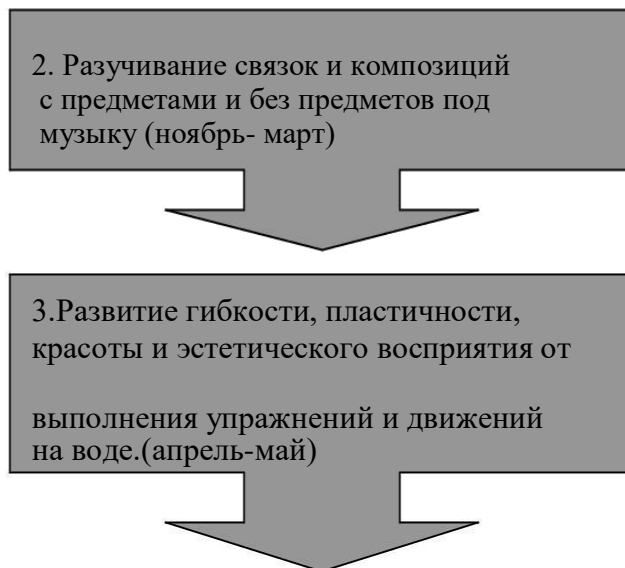 2. Разучивание связок и композиций
с предметами и без предметов под
музыку (ноябрь- март)
3.Развитие гибкости, пластичности,
красоты и эстетического восприятия от
выполнения упражнений и движений
на воде.(апрель-май)